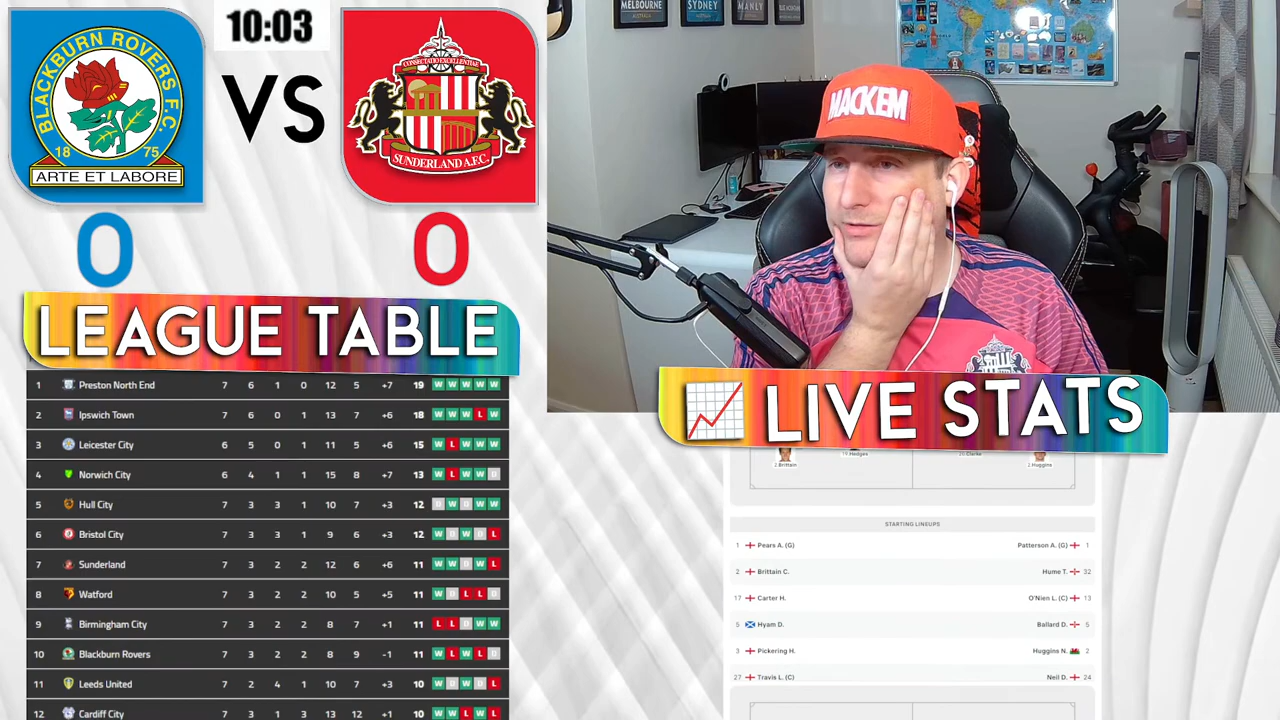 BLACKBURN ROVERS F.C.
18 75
ARTE ET LABORE
10:03
VS
CONSECTATIO EXCELLENTIAE
SUNDERLAND A.F.C.
0 0
MELBOURNE
AUSTRALIA
SYDNEY
MANLY
MACKEM
LEAGUE TABLE
1 Preston North End 7 6 1 0 12 5 +7 19 W W W W W
2 Ipswich Town 7 6 0 1 13 7 +6 18 W W W L W
3 Leicester City 6 5 0 1 11 5 +6 15 W L W W W
4 Norwich City 6 4 1 1 15 8 +7 13 W L W W D
5 Hull City 7 3 3 1 10 7 +3 12 D W D W W
6 Bristol City 7 3 3 1 9 6 +3 12 W D W D L
7 Sunderland 7 3 2 2 12 6 +6 11 W W D W L
8 Watford 7 3 2 2 10 5 +5 11 W D L L D
9 Birmingham City 7 3 2 2 8 7 +1 11 L L D W W
10 Blackburn Rovers 7 3 2 2 8 9 -1 11 W L W L D
11 Leeds United 7 2 4 1 10 7 +3 10 W D W D L
12 Cardiff City 7 3 1 3 13 12 +1 10 W W L W L
LIVE STATS
2.Brittain 19.Hedges 26.Clarke 2.Huggins
STARTING LINEUPS
1 Pears A. (G) Patterson A. (G) 1
2 Brittain C. Hume T. 32
17 Carter H. O'Nien L. (C) 13
5 Hyam D. Ballard D. 5
3 Pickering H. Huggins N. 2
27 Travis L. (C) Neil D. 24